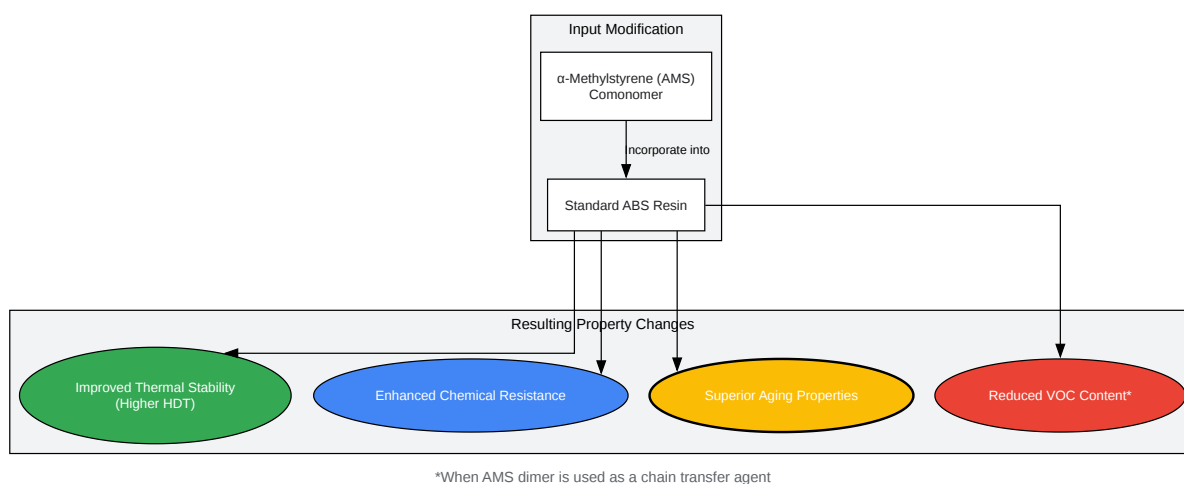 Input Modification
α-Methylstyrene (AMS)
Comonomer
Incorporate into
Standard ABS Resin
Resulting Property Changes
Improved Thermal Stability
(Higher HDT)
Enhanced Chemical Resistance
Superior Aging Properties
Reduced VOC Content*
*When AMS dimer is used as a chain transfer agent